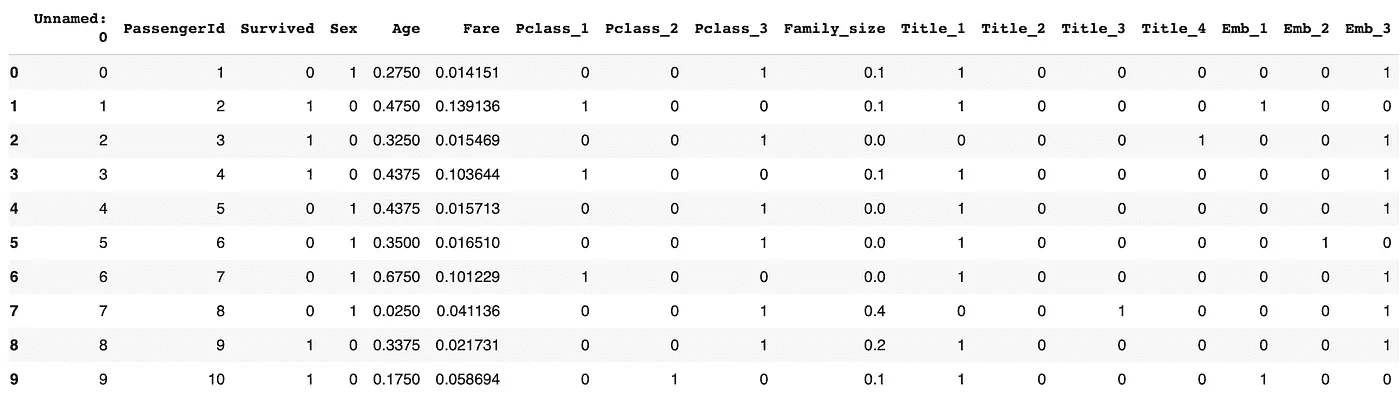 Unnamed: 0 PassengerId Survived Sex Age Fare Pclass_1 Pclass_2 Pclass_3 Family_size Title_1 Title_2 Title_3 Title_4 Emb_1 Emb_2 Emb_3
0 0 1 0 1 0.2750 0.014151 0 0 1 0.1 1 0 0 0 0 0 1
1 1 2 1 0 0.4750 0.139136 1 0 0 0.1 1 0 0 0 1 0 0
2 2 3 1 0 0.3250 0.015469 0 0 1 0.0 0 0 0 1 0 0 1
3 3 4 1 0 0.4375 0.103644 1 0 0 0.1 1 0 0 0 0 0 1
4 4 5 0 1 0.4375 0.015713 0 0 1 0.0 1 0 0 0 0 0 1
5 5 6 0 1 0.3500 0.016510 0 0 1 0.0 1 0 0 0 0 1 0
6 6 7 0 1 0.6750 0.101229 1 0 0 0.0 1 0 0 0 0 0 1
7 7 8 0 1 0.0250 0.041136 0 0 1 0.4 0 0 1 0 0 0 1
8 8 9 1 0 0.3375 0.021731 0 0 1 0.2 1 0 0 0 0 0 1
9 9 10 1 0 0.1750 0.058694 0 1 0 0.1 1 0 0 0 1 0 0